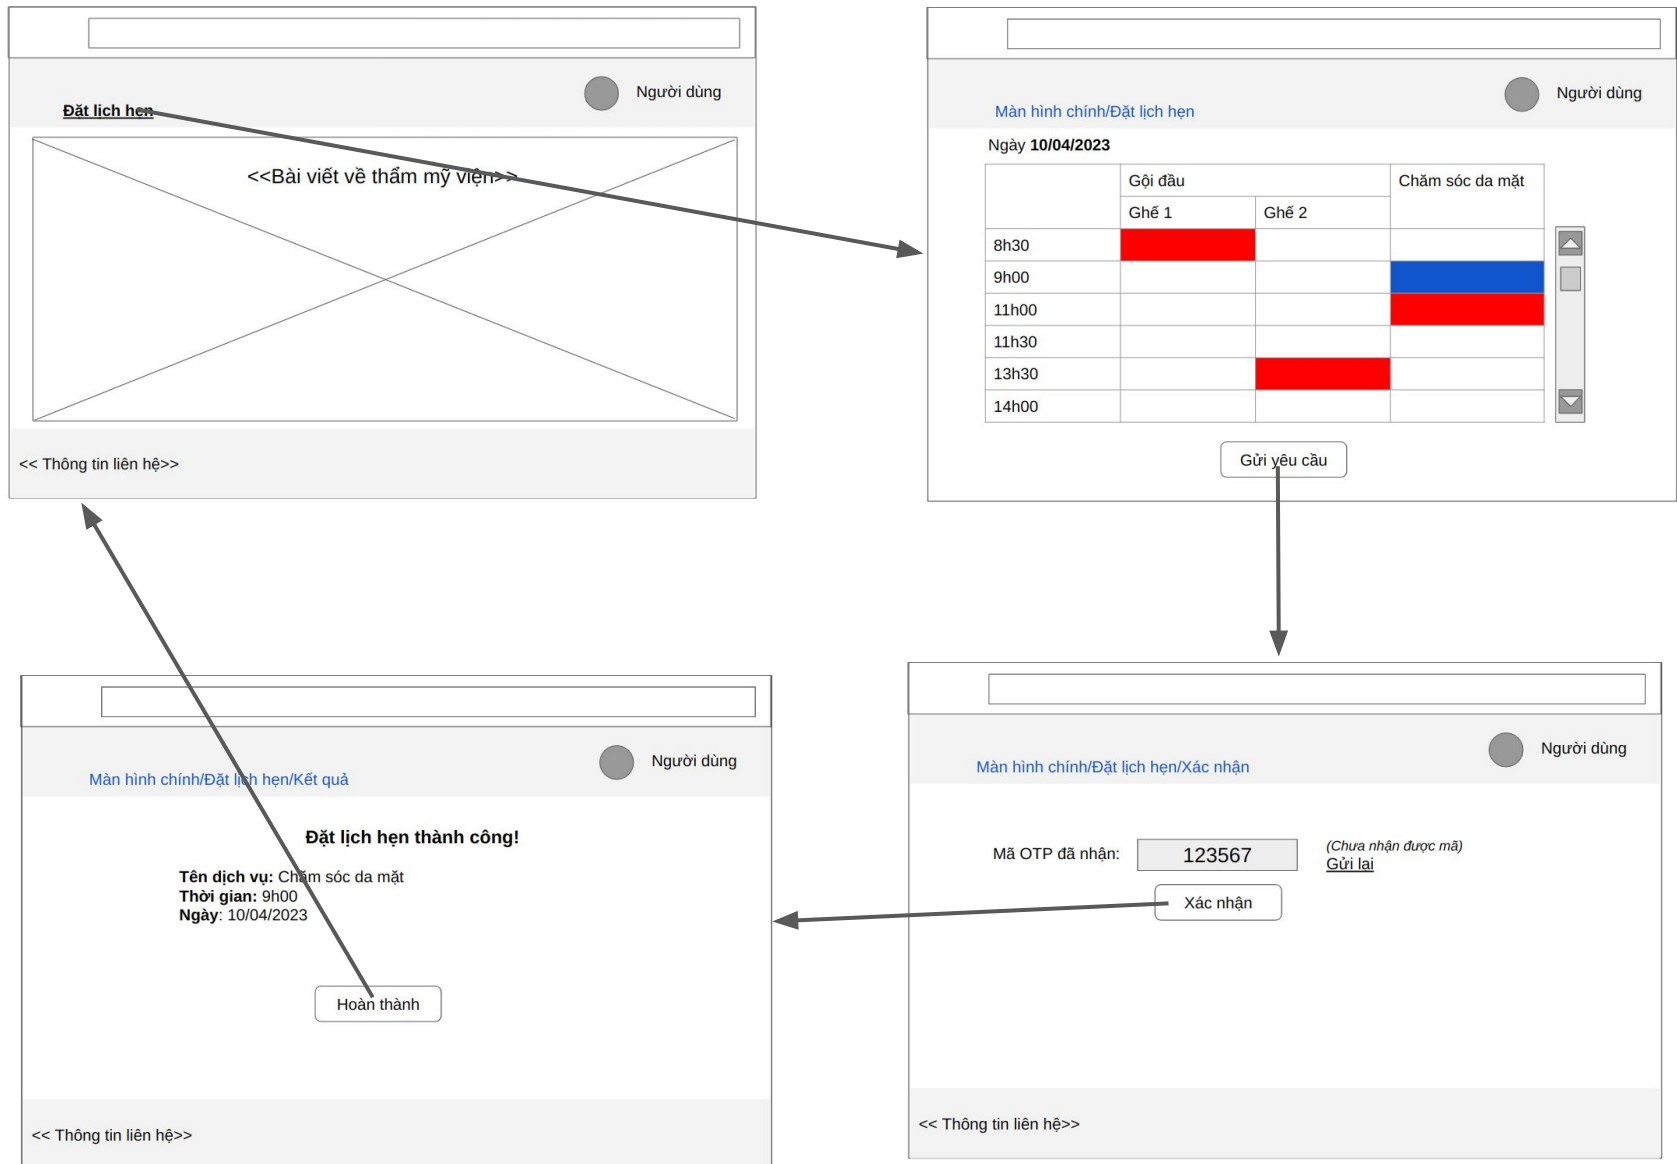 Đặt lịch hẹn
Người dùng
<<Bài viết về thẩm mỹ viện>>
<< Thông tin liên hệ>>
Màn hình chính/Đặt lịch hẹn
Người dùng
Ngày 10/04/2023
Gội đầu
Chăm sóc da mặt
Ghế 1
Ghế 2
8h30
9h00
11h00
11h30
13h30
14h00
Gửi yêu cầu
Màn hình chính/Đặt lịch hẹn/Kết quả
Người dùng
Đặt lịch hẹn thành công!
Tên dịch vụ: Chăm sóc da mặt
Thời gian: 9h00
Ngày: 10/04/2023
Hoàn thành
<< Thông tin liên hệ>>
Màn hình chính/Đặt lịch hẹn/Xác nhận
Người dùng
Mã OTP đã nhận:
123567
(Chưa nhận được mã)
Gửi lại
Xác nhận
<< Thông tin liên hệ>>